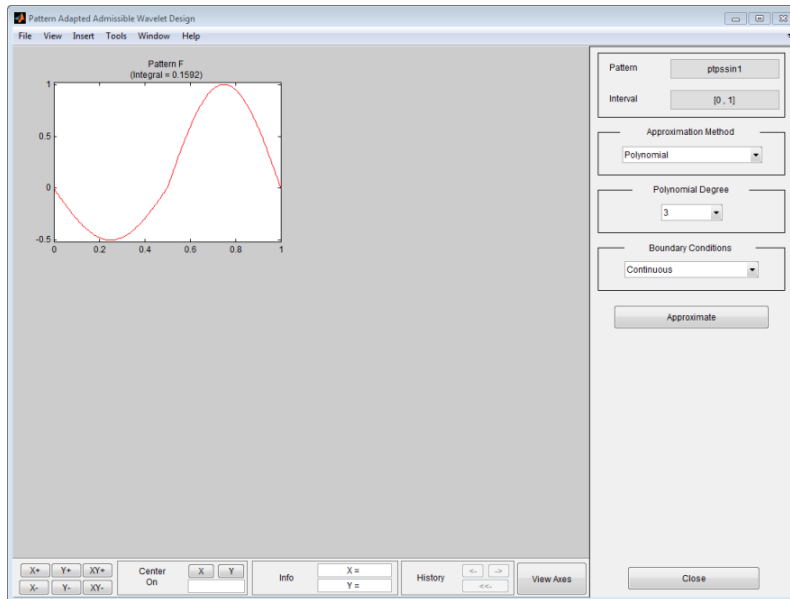 Pattern Adapted Admissible Wavelet Design
File View Insert Tools Window Help
Pattern F
(Integral = 0.1592)
1
0.5
0
-0.5
0 0.2 0.4 0.6 0.8 1
Pattern ptpssin1
Interval [0 , 1]
Approximation Method
Polynomial
Polynomial Degree
3
Boundary Conditions
Continuous
Approximate
X+ Y+ XY+
X- Y- XY-
Center
On
X Y
Info
X =
Y =
History
<- ->
<<-
View Axes
Close